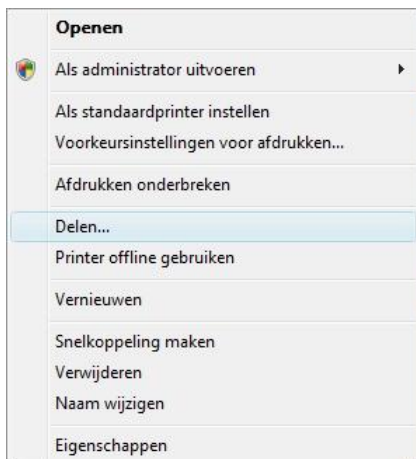 Openen
Als administrator uitvoeren
Als standaardprinter instellen
Voorkeursinstellingen voor afdrukken...
Afdrukken onderbreken
Delen...
Printer offline gebruiken
Vernieuwen
Snelkoppeling maken
Verwijderen
Naam wijzigen
Eigenschappen